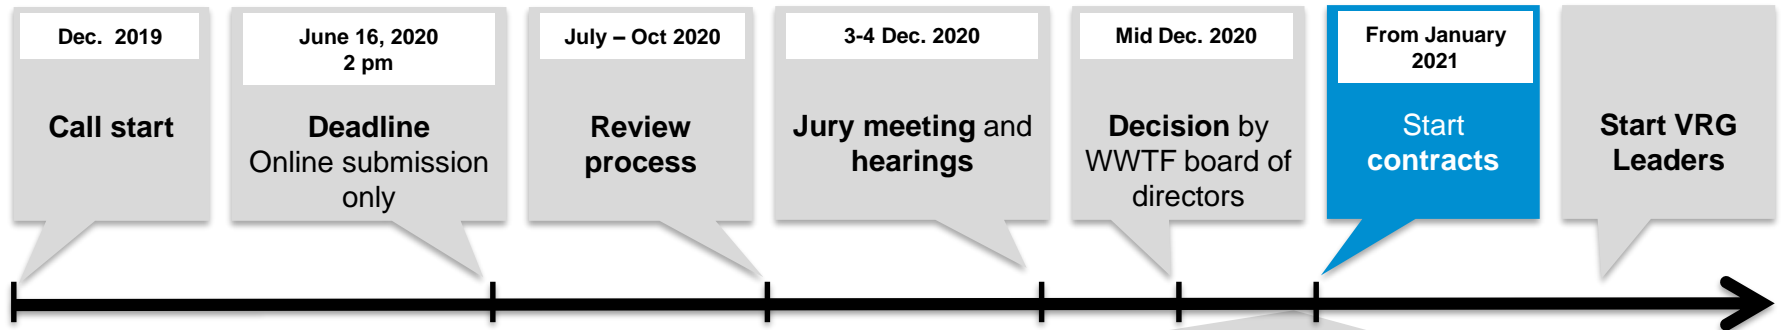 Dec. 2019
Call start
June 16, 2020
2 pm
Deadline
Online submission
only
July – Oct 2020
Review
process
3-4 Dec. 2020
Jury meeting and
hearings
Mid Dec. 2020
Decision by
WWTF board of
directors
From January
2021
Start
contracts
Start VRG
Leaders